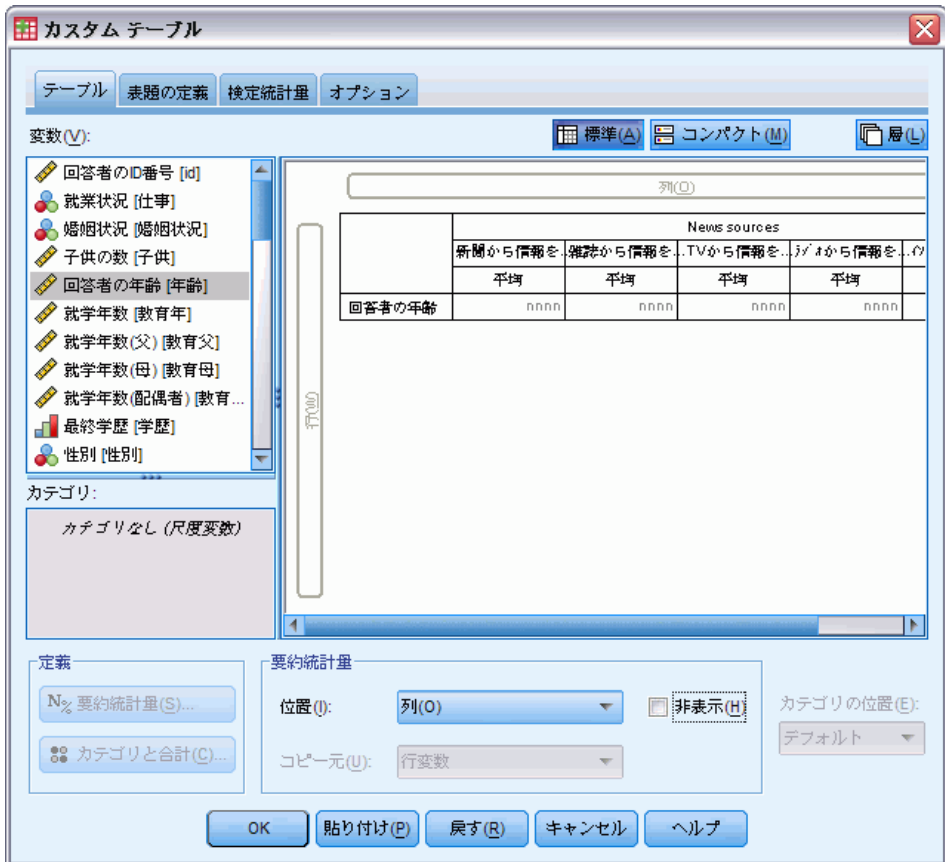 カスタム テーブル
テーブル 表題の定義 検定統計量 オプション
変数(V):
標準(A) コンパクト(M) 層(L)
回答者のID番号 [id]
就業状況 [仕事]
婚姻状況 [婚姻状況]
子供の数 [子供]
回答者の年齢 [年齢]
就学年数 [教育年]
就学年数(父) [教育父]
就学年数(母) [教育母]
就学年数(配偶者) [教育...
最終学歴 [学歴]
性別 [性別]
カテゴリ:
カテゴリなし (尺度変数)
列(O)
行(W)
News sources
新聞から情報を... 雑誌から情報を... TVから情報を... ラジオから情報を...
平均 平均 平均 平均
回答者の年齢 nnnn nnnn nnnn nnnn
定義
N% 要約統計量(S)...
カテゴリと合計(C)...
要約統計量
位置(I): 列(O) 非表示(H)
コピー元(U): 行変数
カテゴリの位置(E):
デフォルト
OK 貼り付け(P) 戻す(R) キャンセル ヘルプ